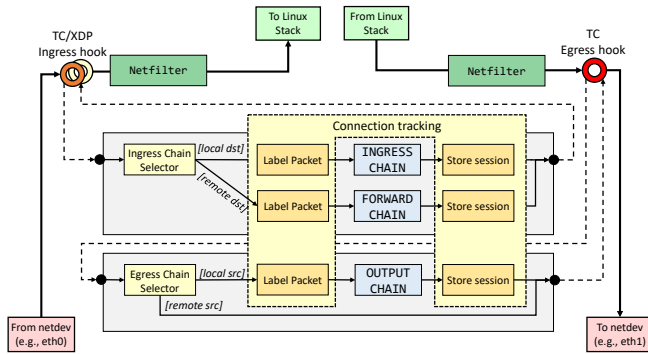 To Linux
Stack
From Linux
Stack
TC/XDP
Ingress hook
TC
Egress hook
Netfilter
Netfilter
Connection tracking
Ingress Chain
Selector
[local dst]
[remote dst]
Label Packet
INGRESS
CHAIN
Store session
Label Packet
FORWARD
CHAIN
Store session
Egress Chain
Selector
[local src]
[remote src]
Label Packet
OUTPUT
CHAIN
Store session
From netdev
(e.g., eth0)
To netdev
(e.g., eth1)